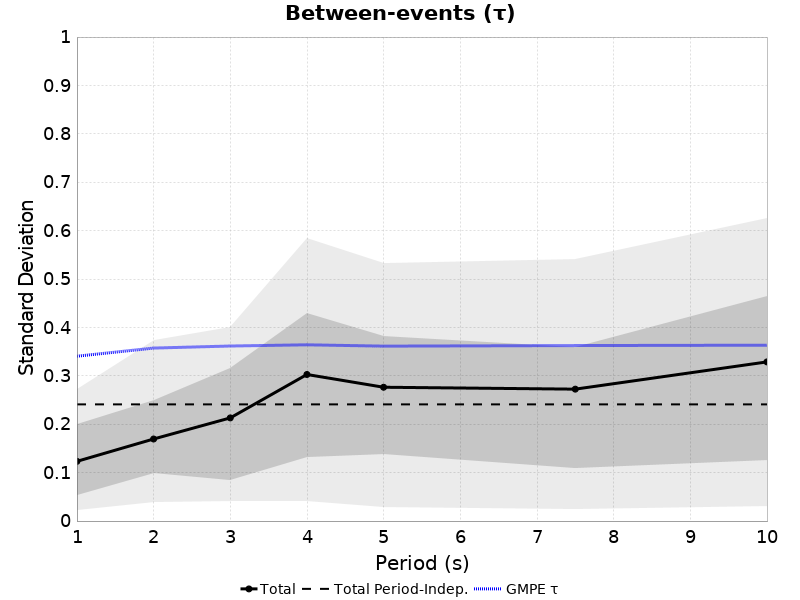 Between-events (τ)
Standard Deviation
1
0.9
0.8
0.7
0.6
0.5
0.4
0.3
0.2
0.1
0
1 2 3 4 5 6 7 8 9 10
Period (s)
Total Total Period-Indep. GMPE τ